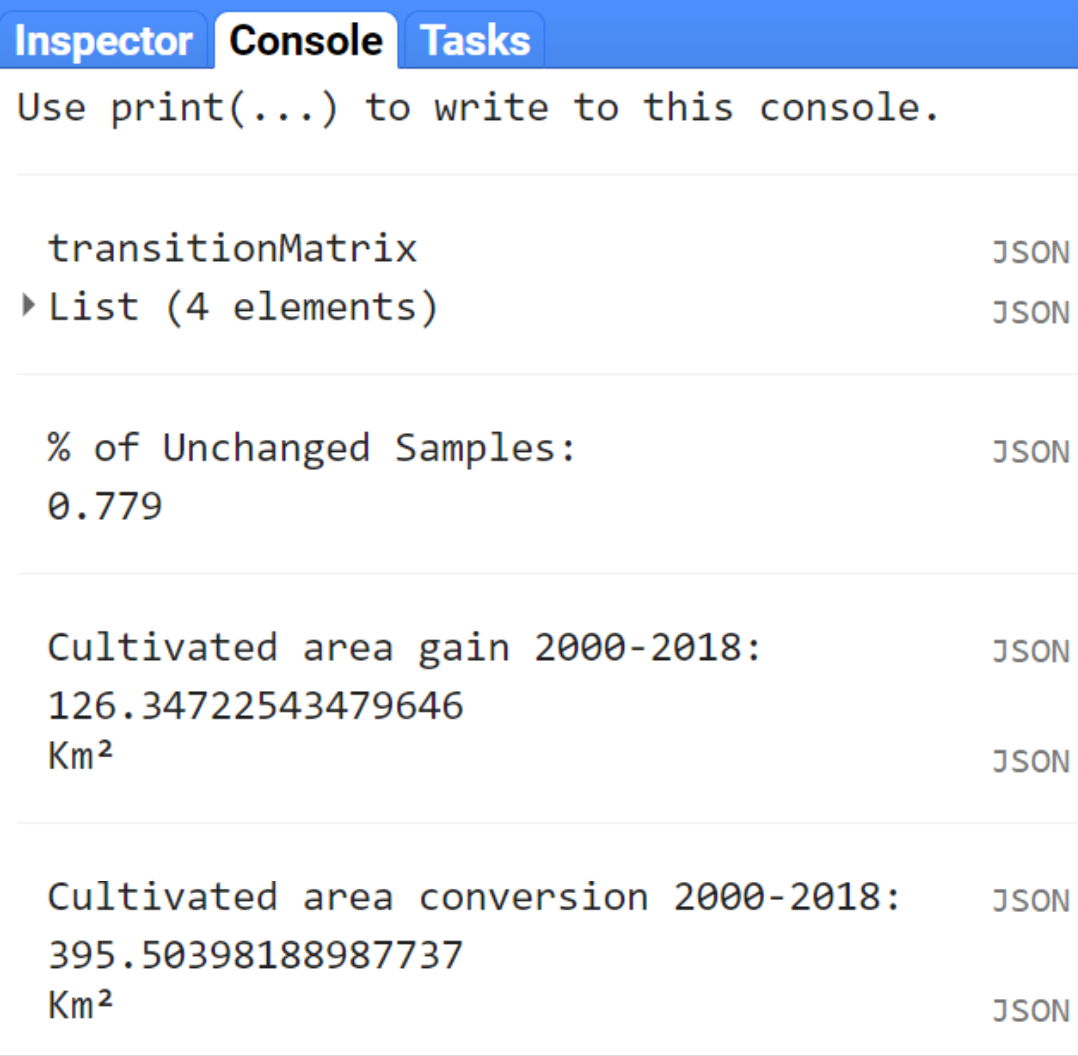 Inspector Console Tasks
Use print(...) to write to this console.
transitionMatrix JSON
List (4 elements) JSON
% of Unchanged Samples: JSON
0.779
Cultivated area gain 2000-2018: JSON
126.34722543479646
Km² JSON
Cultivated area conversion 2000-2018: JSON
395.50398188987737
Km² JSON